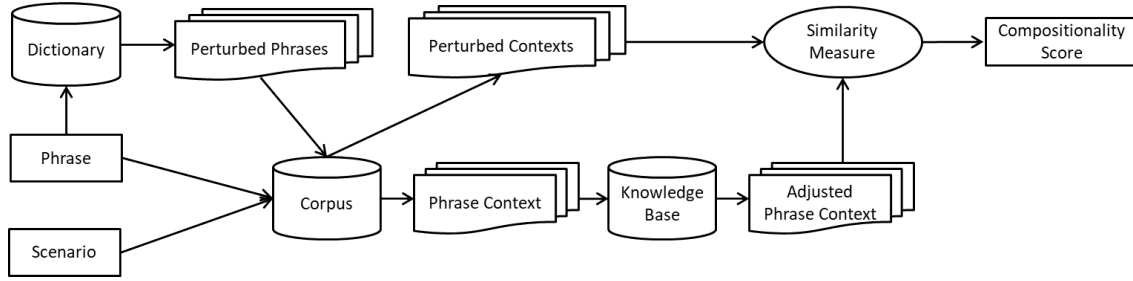 Dictionary
Perturbed Phrases
Perturbed Contexts
Similarity
Measure
Compositionality
Score
Phrase
Corpus
Phrase Context
Knowledge
Base
Adjusted
Phrase Context
Scenario